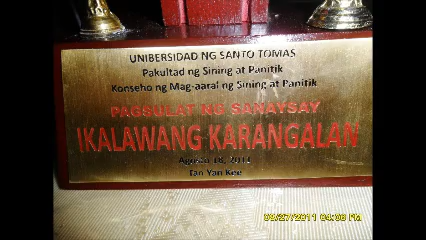 UNIBERSIDAD NG SANTO TOMAS
Pakultad ng Sining at Panitik
Konseho ng Mag-aaral ng Sining at Panitik
PAGSULAT NG SANAYSAY
IKALAWANG KARANGALAN
Agosto 18, 2011
Tan Yan Kee
08/27/2011 04:08 PM